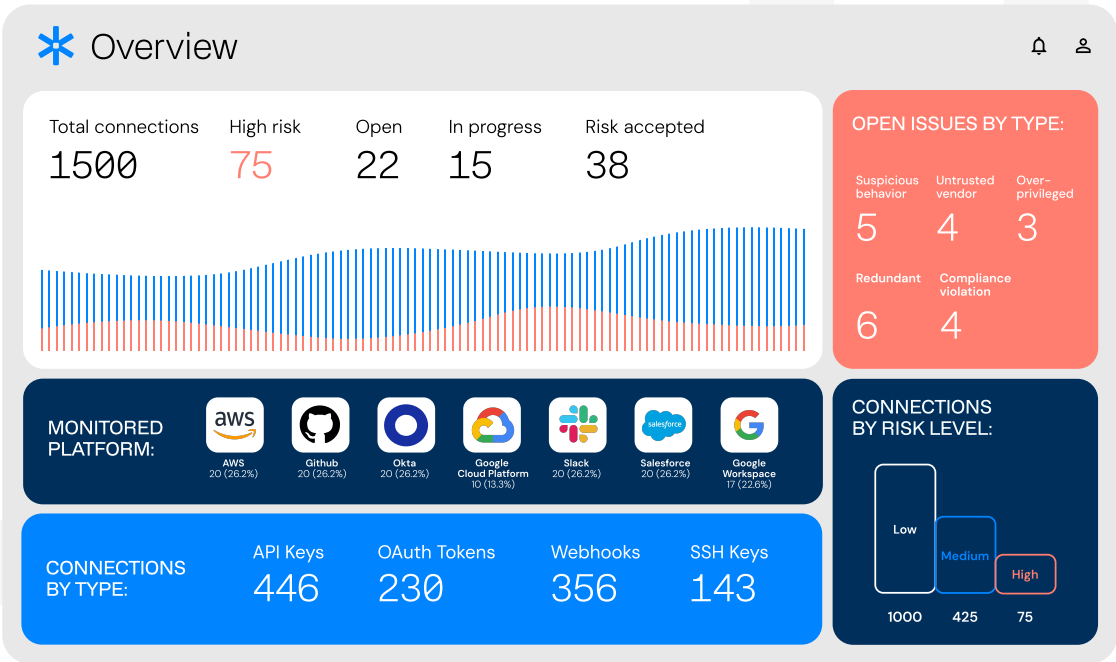 Overview
Total connections
High risk
Open
In progress
Risk accepted
1500
75
22
15
38
OPEN ISSUES BY TYPE:
Suspicious
behavior
5
Untrusted
vendor
4
Over-
privileged
3
Redundant
6
Compliance
violation
4
MONITORED
PLATFORM:
aws
AWS
20 (26.2%)
Github
20 (26.2%)
Okta
20 (26.2%)
Google
Cloud Platform
10 (13.3%)
Slack
20 (26.2%)
salesforce
Salesforce
20 (26.2%)
Google
Workspace
17 (22.6%)
CONNECTIONS
BY RISK LEVEL:
Low
Medium
High
1000
425
75
CONNECTIONS
BY TYPE:
API Keys
446
OAuth Tokens
230
Webhooks
356
SSH Keys
143